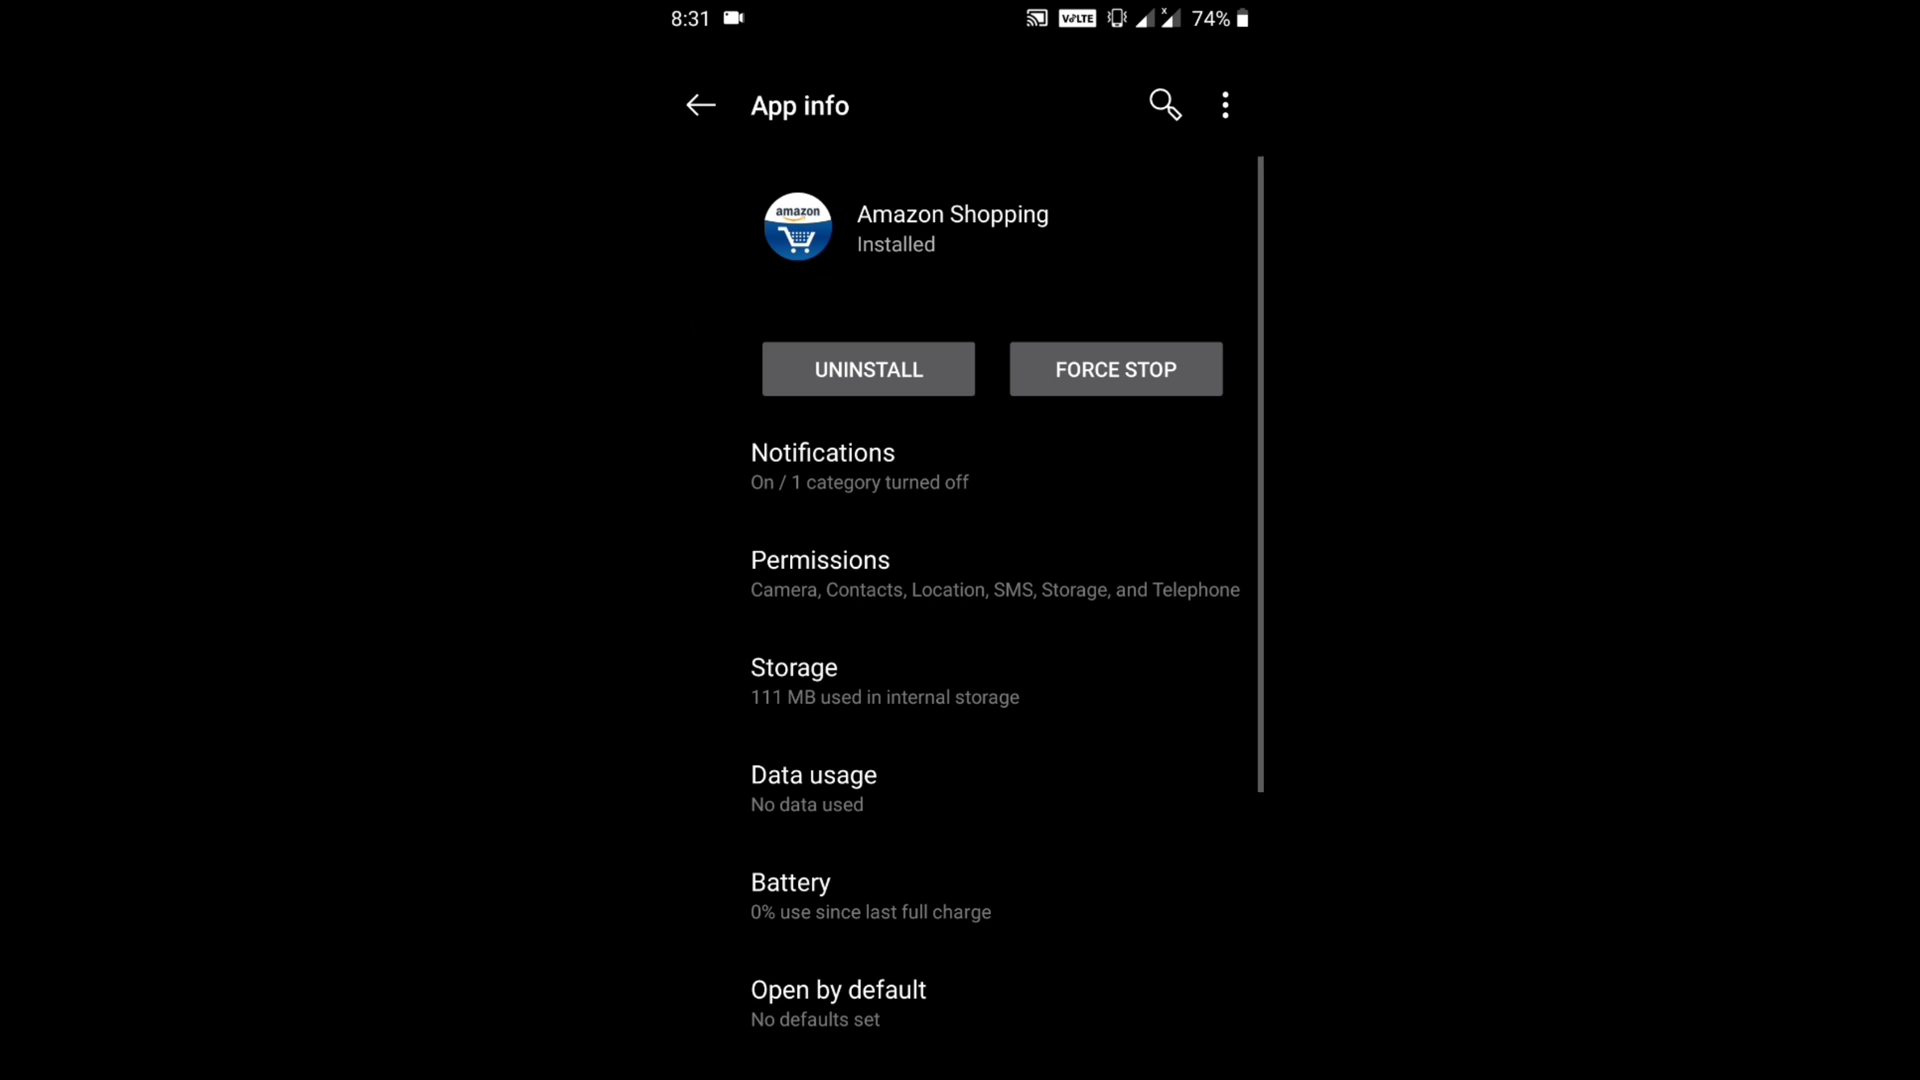 8:31 VoLTE x 74%
App info
amazon
Amazon Shopping
Installed
UNINSTALL FORCE STOP
Notifications
On / 1 category turned off
Permissions
Camera, Contacts, Location, SMS, Storage, and Telephone
Storage
111 MB used in internal storage
Data usage
No data used
Battery
0% use since last full charge
Open by default
No defaults set